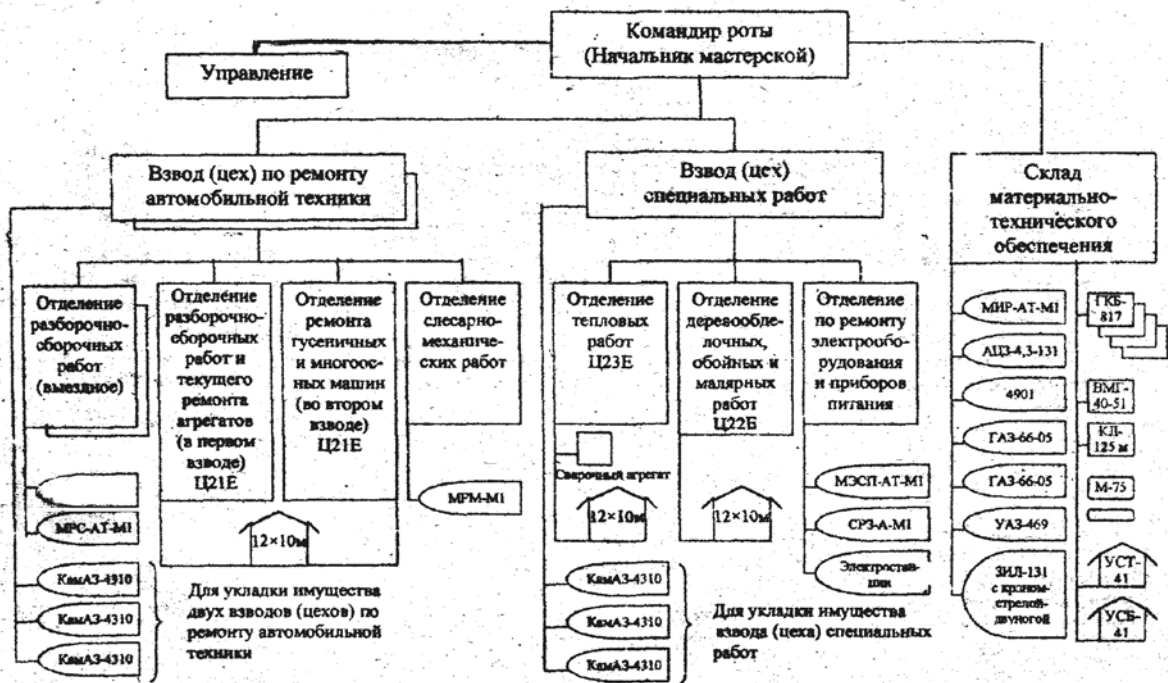 Командир роты
(Начальник мастерской)
Управление
Взвод (цех) по ремонту
автомобильной техники
Взвод (цех)
специальных работ
Склад
материально-
технического
обеспечения
Отделение
разборочно-
сборочных
работ
(выездное)
Отделение
разборочно-
сборочных
работ и
текущего
ремонта
агрегатов
(в первом
взводе)
Ц21Е
Отделение
ремонта
гусеничных
и многоос-
ных машин
(во втором
взводе)
Ц21Е
Отделение
слесарно-
механичес-
ких работ
Отделение
тепловых
работ
Ц23Е
Отделение
деревообде-
лочных,
обойных и
малярных
работ
Ц22Б
Отделение
по ремонту
электрообо-
рудования
и приборов
питания
МРС-АТ-М1
12×10м
МРМ-М1
Сварочный агрегат
12×10м
12×10м
МЭСП-АТ-М1
СРЗ-А-М1
Электростан-
ции
КамАЗ-4310
КамАЗ-4310
КамАЗ-4310
Для укладки имущества
двух взводов (цехов) по
ремонту автомобильной
техники
КамАЗ-4310
КамАЗ-4310
КамАЗ-4310
Для укладки имущества
взвода (цеха) специальных
работ
МИР-АТ-М1
АЦЗ-4,3-131
4901
ГАЗ-66-05
ГАЗ-66-05
УАЗ-469
ЗИЛ-131
с краном-
стрелой-
двуногой
ГКБ-
817
ВМГ-
40-51
КЛ-
125 м
М-75
УСТ-
41
УСБ-
41